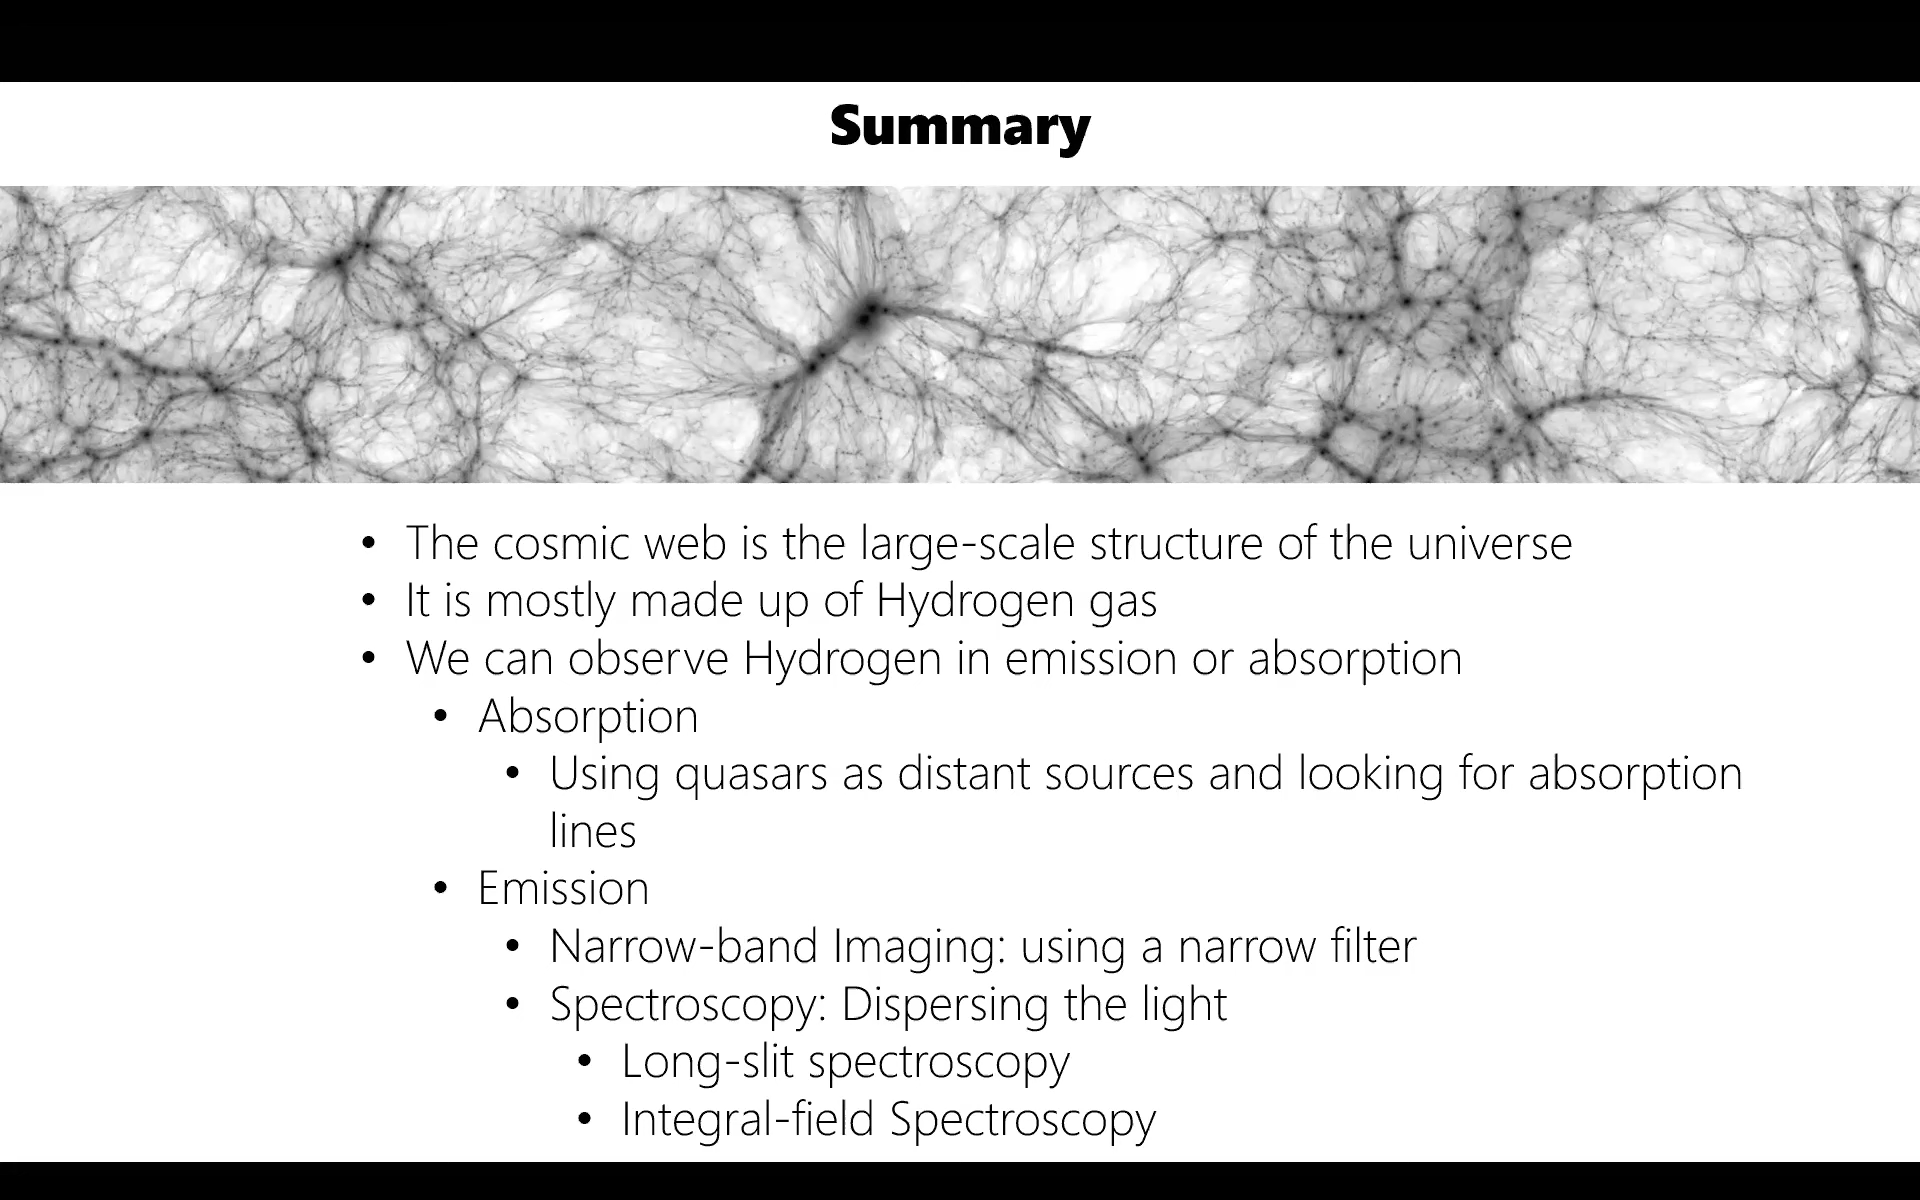 Summary
• The cosmic web is the large-scale structure of the universe
• It is mostly made up of Hydrogen gas
• We can observe Hydrogen in emission or absorption
• Absorption
• Using quasars as distant sources and looking for absorption
lines
• Emission
• Narrow-band Imaging: using a narrow filter
• Spectroscopy: Dispersing the light
• Long-slit spectroscopy
• Integral-field Spectroscopy